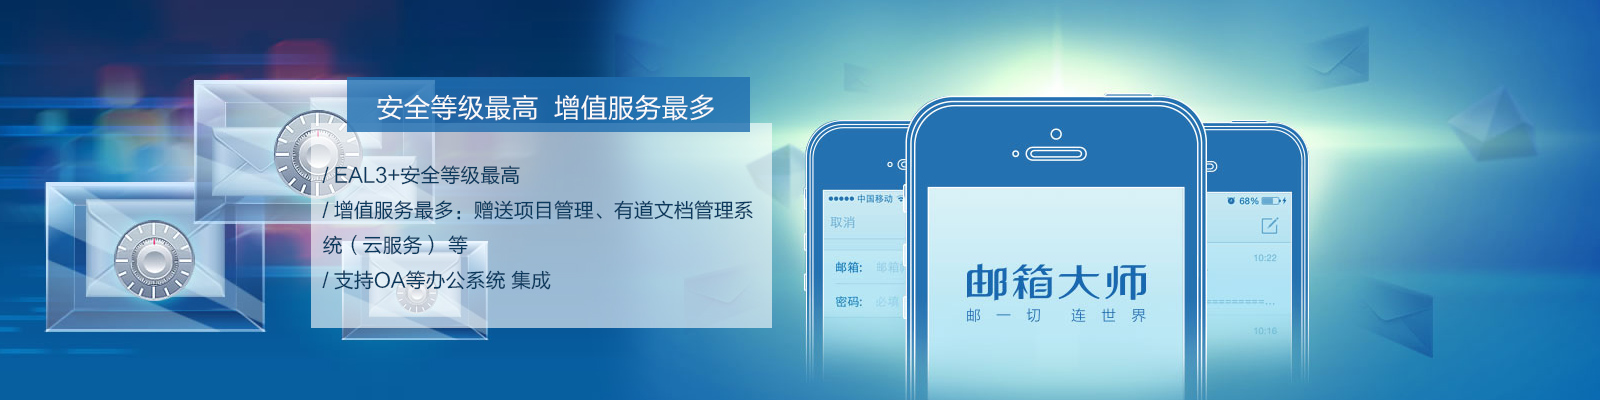 安全等级最高 增值服务最多
/ EAL3+安全等级最高
/ 增值服务最多：赠送项目管理、有道文档管理系
统（云服务）等
/ 支持OA等办公系统 集成
中国移动
取消
邮箱:
邮箱
密码:
必填
邮箱大师
邮一切 连世界
68%
10:22
==========...
10:16